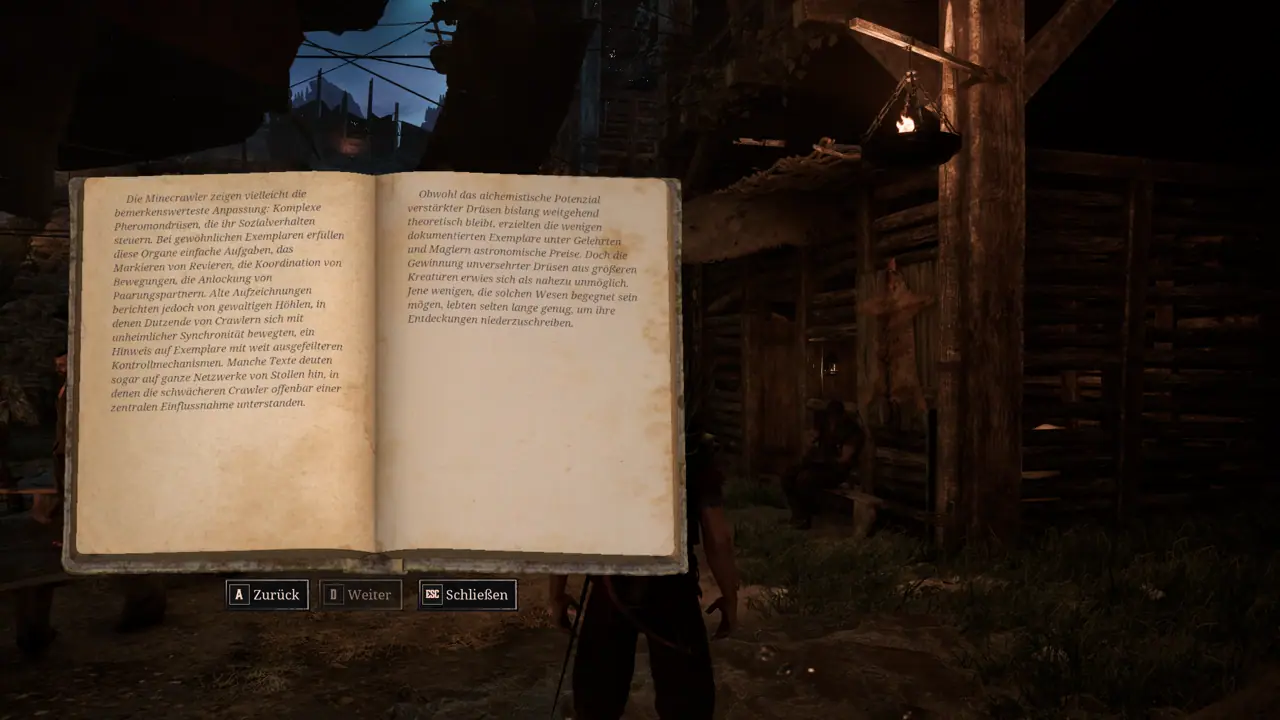 Die Minecrawler zeigen vielleicht die
bemerkenswerteste Anpassung: Komplexe
Pheromondrüsen, die ihr Sozialverhalten
steuern. Bei gewöhnlichen Exemplaren erfüllen
diese Organe einfache Aufgaben, das
Markieren von Revieren, die Koordination von
Bewegungen, die Anlockung von
Paarungspartnern. Alte Aufzeichnungen
berichten jedoch von gewaltigen Höhlen, in
denen Dutzende von Crawlern sich mit
unheimlicher Synchronität bewegten, ein
Hinweis auf Exemplare mit weit ausgefeilteren
Kontrollmechanismen. Manche Texte deuten
sogar auf ganze Netzwerke von Stollen hin, in
denen die schwächeren Crawler offenbar einer
zentralen Einflussnahme unterstanden.
Obwohl das alchemistische Potenzial
verstärkter Drüsen bislang weitgehend
theoretisch bleibt, erzielten die wenigen
dokumentierten Exemplare unter Gelehrten
und Magiern astronomische Preise. Doch die
Gewinnung unversehrter Drüsen aus größeren
Kreaturen erwies sich als nahezu unmöglich.
Jene wenigen, die solchen Wesen begegnet sein
mögen, lebten selten lange genug, um ihre
Entdeckungen niederzuschreiben.
A Zurück
D Weiter
ESC Schließen